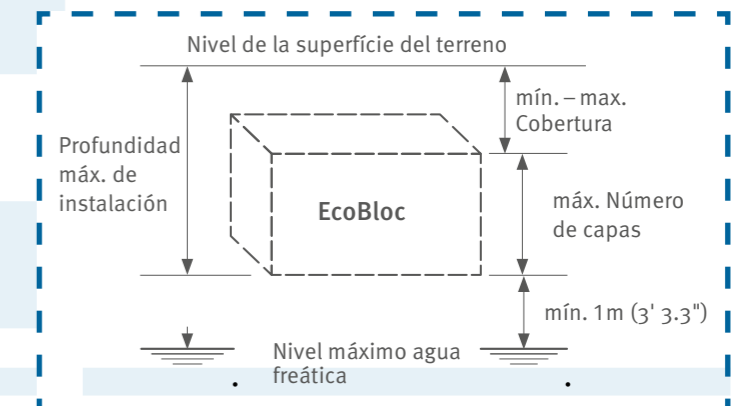 Nivel de la superfície del terreno
mín. – max.
Cobertura
Profundidad
máx. de
instalación
EcoBloc
máx. Número
de capas
mín. 1m (3' 3.3")
Nivel máximo agua
freática